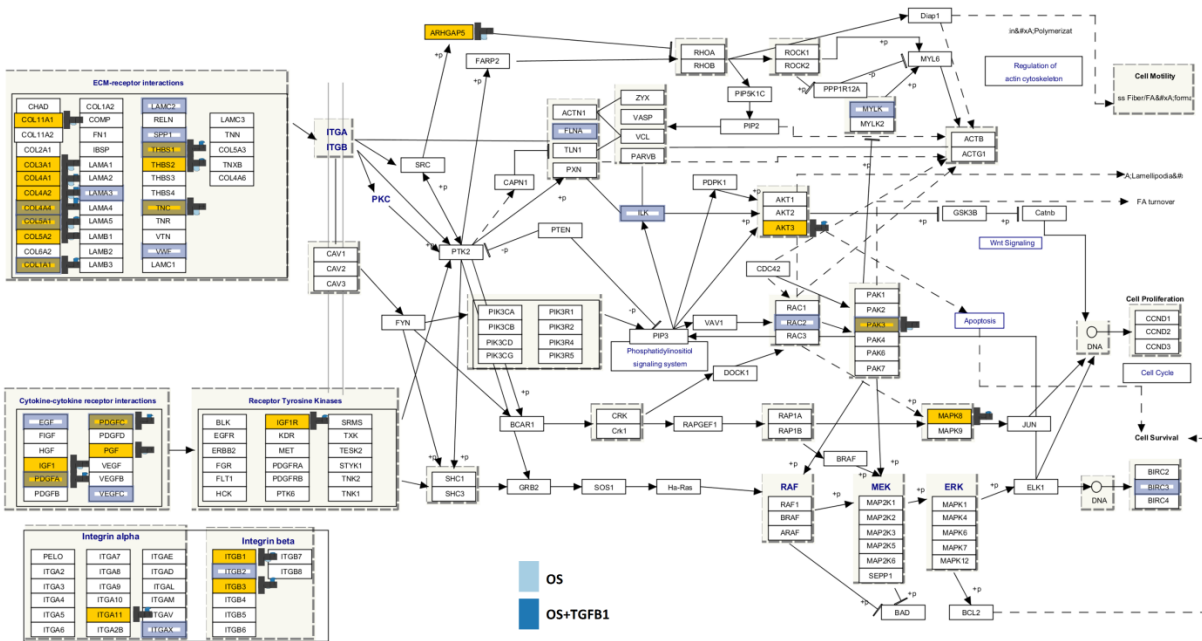 ARHGAP5
Diap1
in&#xA;Polymerizat
FARP2
RHOA
RHOB
ROCK1
ROCK2
MYL6
Regulation of
actin cytoskeleton
Cell Motility
ss Fiber/FA&#xA;forma
PIP5K1C
PPP1R12A
PIP2
MYLK
MYLK2
ACTB
ACTG1
ECM-receptor interactions
CHAD
COL11A1
COL11A2
COL2A1
COL3A1
COL4A1
COL4A2
COL4A4
COL5A1
COL5A2
COL6A2
COL1A1
COL1A2
COMP
FN1
IBSP
LAMA1
LAMA2
LAMA3
LAMA4
LAMA5
LAMB1
LAMB2
LAMB3
LAMC2
RELN
SPP1
THBS1
THBS2
THBS3
THBS4
TNC
TNR
VTN
VWF
LAMC1
LAMC3
TNN
COL5A3
TNXB
COL4A6
ITGA
ITGB
PKC
SRC
CAPN1
ACTN1
FLNA
TLN1
PXN
ZYX
VASP
VCL
PARVB
ILK
PDPK1
AKT1
AKT2
AKT3
A;Lamellipodia&#
FA turnover
GSK3B
Catnb
Wnt Signaling
PTEN
PTK2
CAV1
CAV2
CAV3
FYN
PIK3CA
PIK3CB
PIK3CD
PIK3CG
PIK3R1
PIK3R2
PIK3R4
PIK3R5
PIP3
Phosphatidylinositol
signaling system
VAV1
CDC42
RAC1
RAC2
RAC3
PAK1
PAK2
PAK3
PAK4
PAK6
PAK7
Apoptosis
DNA
Cell Proliferation
CCND1
CCND2
CCND3
Cell Cycle
DOCK1
Cytokine-cytokine receptor interactions
EGF
FIGF
HGF
IGF1
PDGFA
PDGFB
PDGFC
PDGFD
PGF
VEGF
VEGFB
VEGFC
Receptor Tyrosine Kinases
BLK
EGFR
ERBB2
FGR
FLT1
HCK
IGF1R
KDR
MET
PDGFRA
PDGFRB
PTK6
SRMS
TXK
TESK2
STYK1
TNK2
TNK1
BCAR1
CRK
Crk1
RAPGEF1
RAP1A
RAP1B
MAPK8
MAPK9
JUN
Cell Survival
BRAF
SHC1
SHC3
GRB2
SOS1
Ha-Ras
RAF
RAF1
BRAF
ARAF
MEK
MAP2K1
MAP2K2
MAP2K3
MAP2K5
MAP2K6
SEPP1
ERK
MAPK1
MAPK4
MAPK6
MAPK7
MAPK12
ELK1
DNA
BIRC2
BIRC3
BIRC4
BAD
BCL2
Integrin alpha
PELO
ITGA2
ITGA3
ITGA4
ITGA5
ITGA6
ITGA7
ITGA8
ITGA9
ITGA10
ITGA11
ITGA2B
ITGAE
ITGAD
ITGAL
ITGAM
ITGAV
ITGAX
Integrin beta
ITGB1
ITGB2
ITGB3
ITGB4
ITGB5
ITGB6
ITGB7
ITGB8
OS
OS+TGFB1
+p
+p
+p
+p
-p
+p
+p
+p
+p
-p
-p
+p
+p
+p
+p
+p
+p
+p
+p
+p
+p
+p
+p